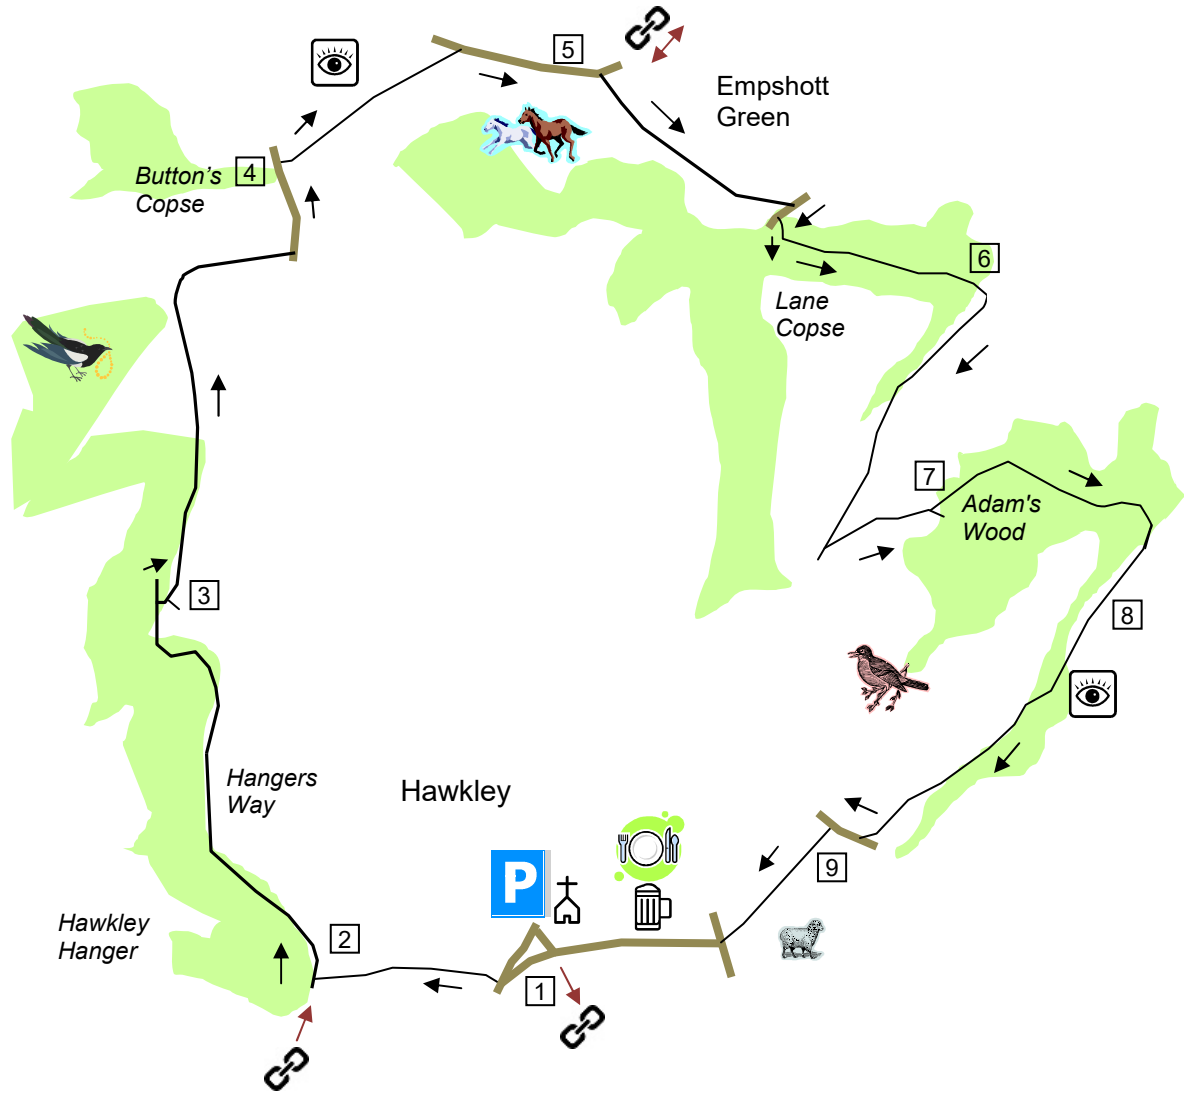 5
Empshott
Green
Button's
Copse
4
6
Lane
Copse
7
Adam's
Wood
3
8
Hangers
Way
Hawkley
9
P
Hawkley
Hanger
2
1